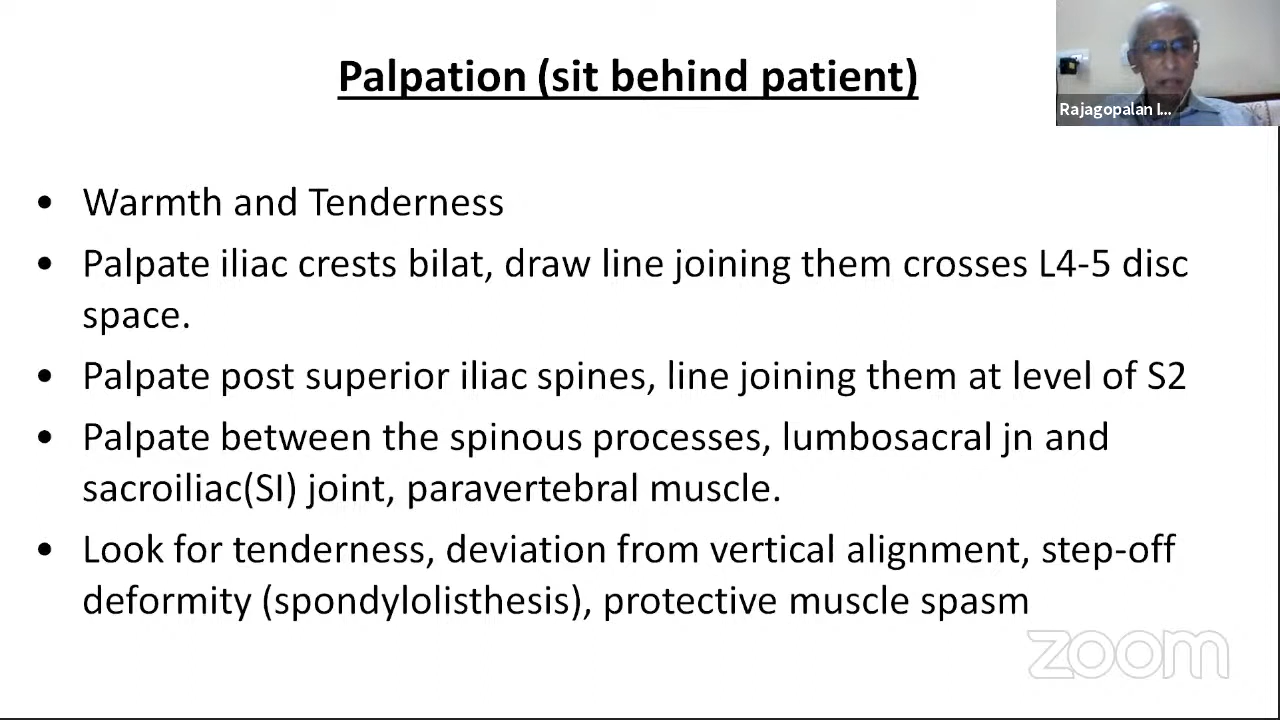 Palpation (sit behind patient)
Rajagopalan I...
• Warmth and Tenderness
• Palpate iliac crests bilat, draw line joining them crosses L4-5 disc
space.
• Palpate post superior iliac spines, line joining them at level of S2
• Palpate between the spinous processes, lumbosacral jn and
sacroiliac(SI) joint, paravertebral muscle.
• Look for tenderness, deviation from vertical alignment, step-off
deformity (spondylolisthesis), protective muscle spasm
zoom